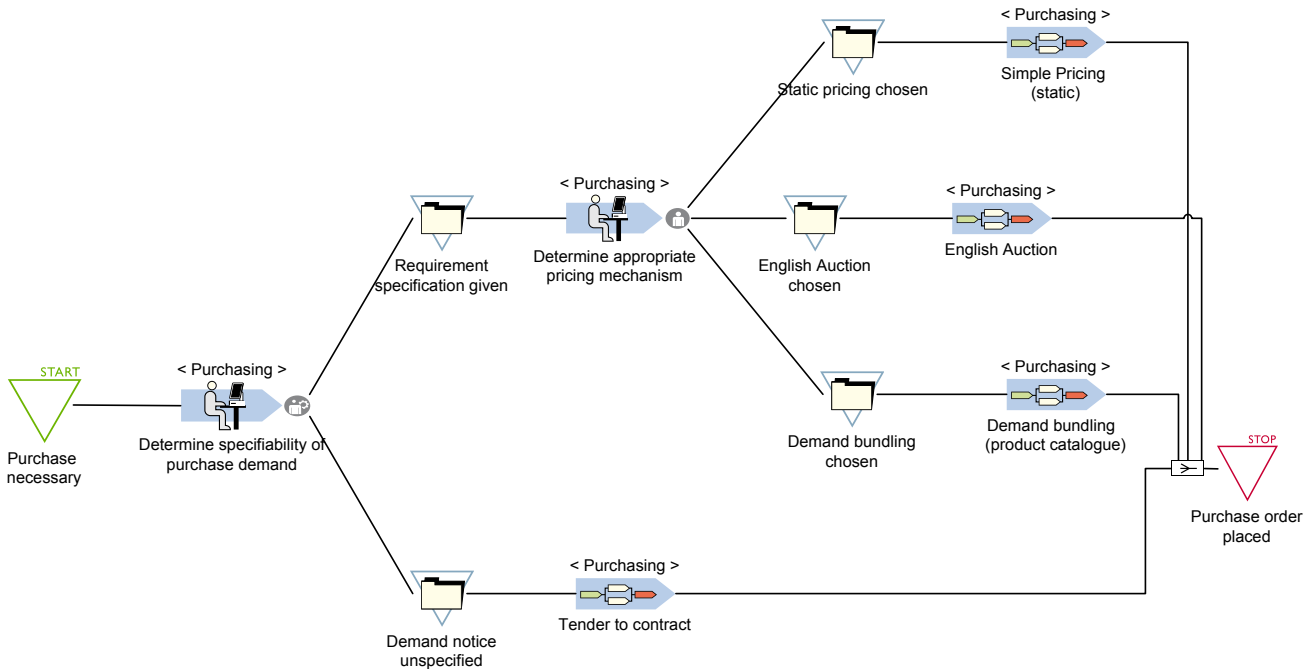 < Purchasing >
Static pricing chosen
Simple Pricing
(static)
< Purchasing >
Requirement
specification given
Determine appropriate
pricing mechanism
English Auction
chosen
< Purchasing >
English Auction
START
Purchase
necessary
< Purchasing >
Determine specifiability of
purchase demand
Demand bundling
chosen
< Purchasing >
Demand bundling
(product catalogue)
STOP
Purchase order
placed
Demand notice
unspecified
< Purchasing >
Tender to contract